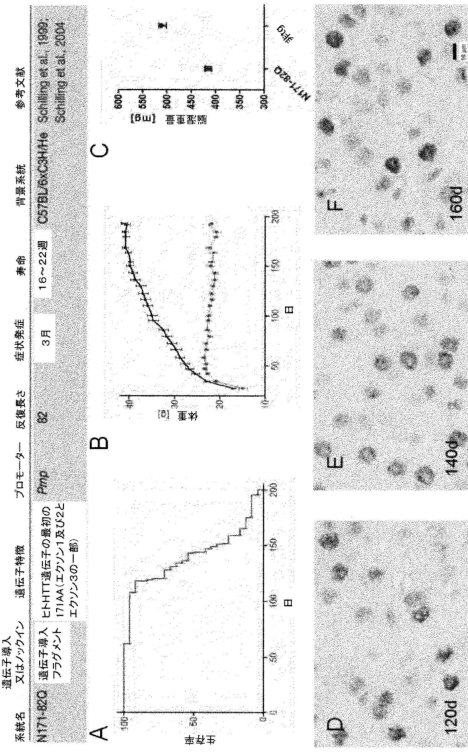 遺伝子導入
又はノックイン
系統名
遺伝子特徴
プロモーター
反復長さ
症状発症
寿命
背景系統
参考文献
N171-82Q
遺伝子導入
フラグメント
ヒトHTT遺伝子の最初の
171AA(エクソン1及び2と
エクソン3の一部)
Prnp
82
3月
16~22週
C57BL/6xC3H/He
Schilling et al., 1999;
Schilling et al., 2004
A
生存率
100
50
0
0
50
100
150
200
日
B
体重
[g]
40
30
20
10
50
100
150
200
日
C
脳湿重量
[mg]
600
550
500
450
400
350
300
N171-82Q
非tg
D
120d
E
140d
F
160d